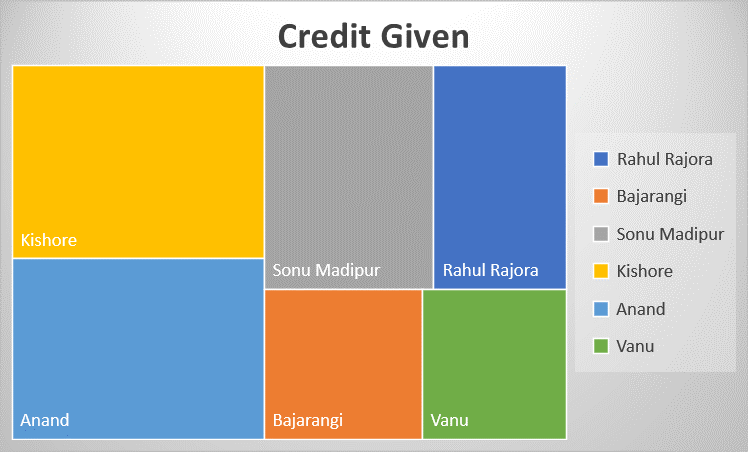 Credit Given
Kishore
Sonu Madipur
Rahul Rajora
Anand
Bajarangi
Vanu
Rahul Rajora
Bajarangi
Sonu Madipur
Kishore
Anand
Vanu